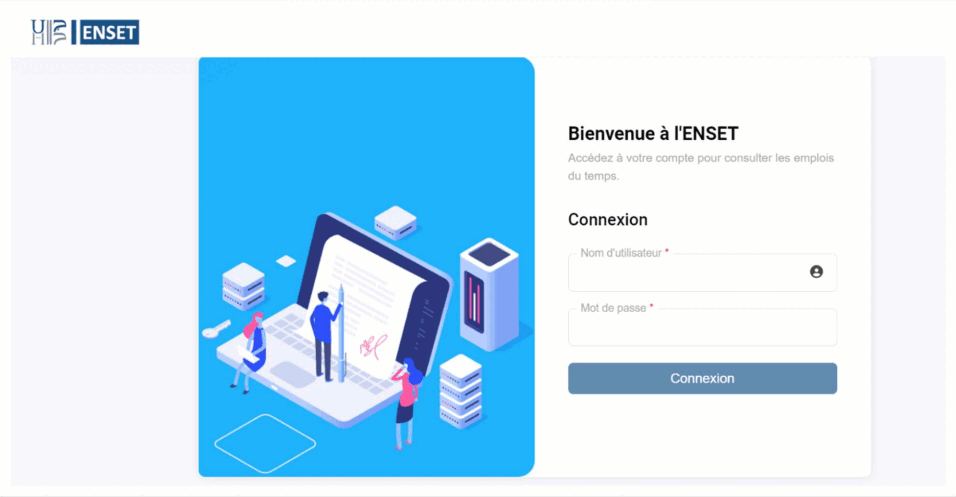 ENSET
Bienvenue à l'ENSET
Accédez à votre compte pour consulter les emplois
du temps.
Connexion
Nom d'utilisateur *
Mot de passe *
Connexion